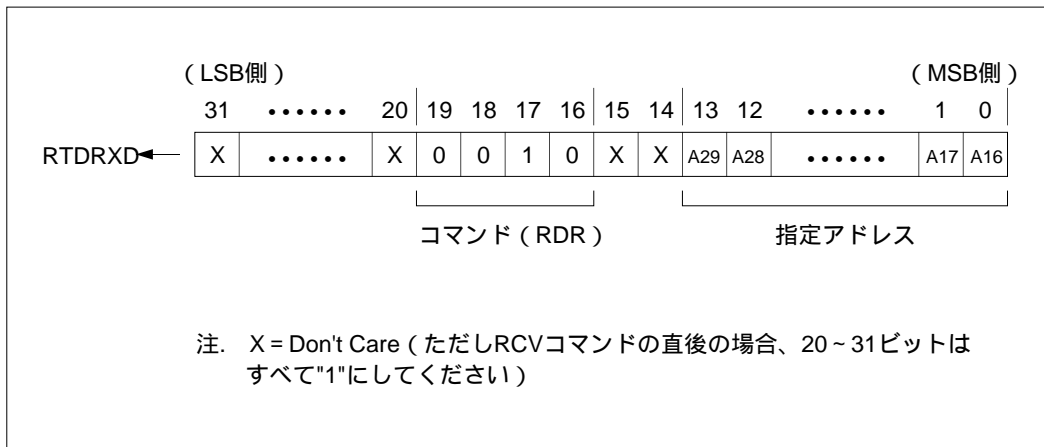 （LSB側） （MSB側）
31 •••••• 20 19 18 17 16 15 14 13 12 •••••• 1 0
RTDRXD X •••••• X 0 0 1 0 X X A29 A28 •••••• A17 A16
コマンド（RDR） 指定アドレス
注. X = Don't Care（ただしRCVコマンドの直後の場合、20～31ビットは
すべて"1"にしてください）